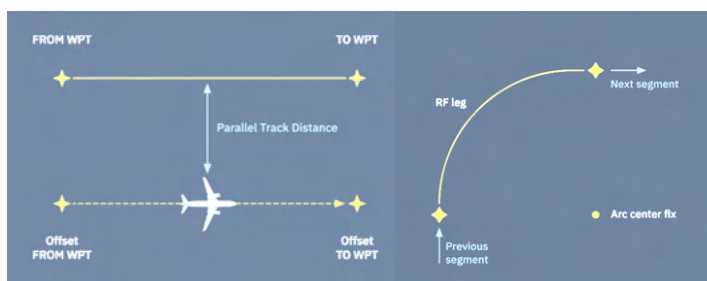 FROM WPT
TO WPT
Parallel Track Distance
Offset
FROM WPT
Offset
TO WPT
RF leg
Next segment
Arc center fix
Previous
segment